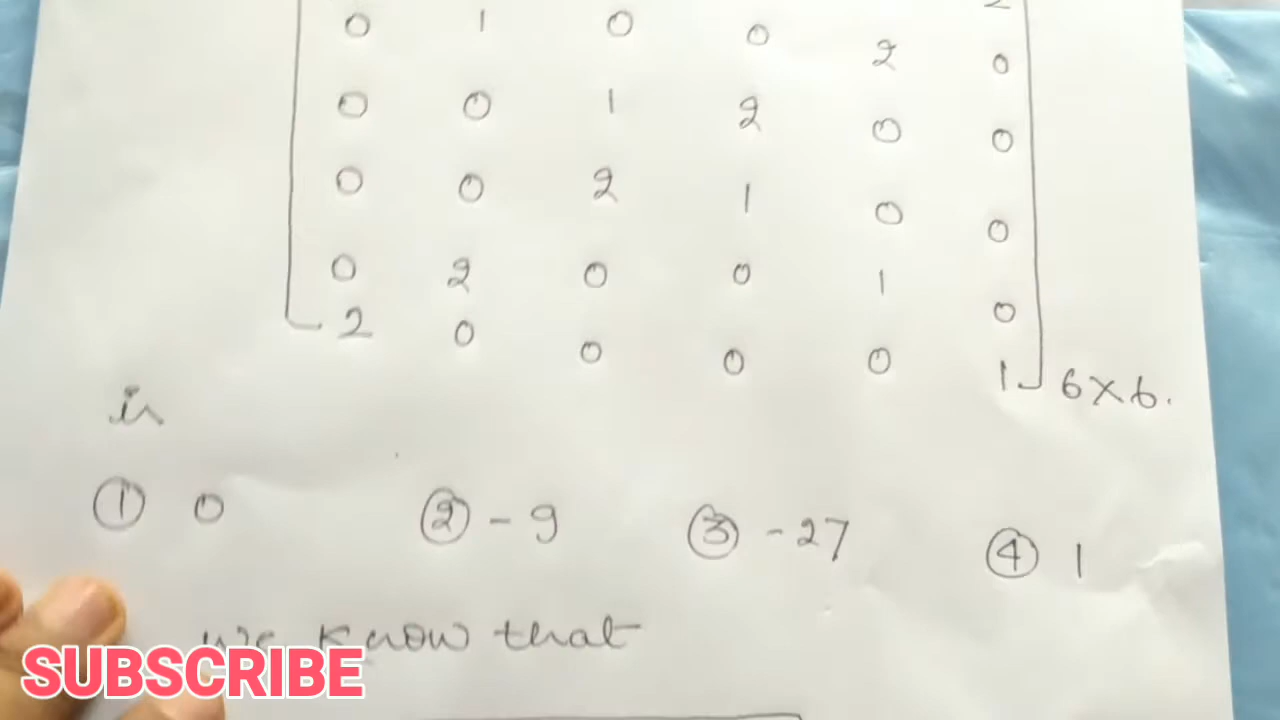 0 1 0 0 2 0
0 0 1 2 0 0
0 0 2 1 0 0
0 2 0 0 1 0
2 0 0 0 0 1 6×6.
is
① 0 ② -9 ③ -27 ④ 1
we know that
SUBSCRIBE